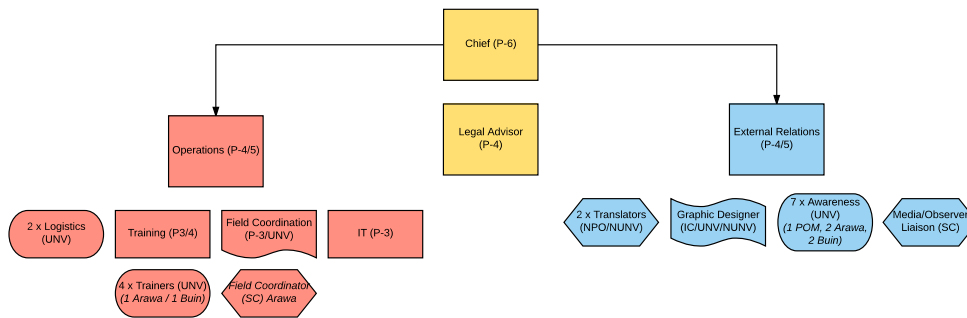 Chief (P-6)
Legal Advisor
(P-4)
Operations (P-4/5)
External Relations
(P-4/5)
2 x Logistics
(UNV)
Training (P3/4)
Field Coordination
(P-3/UNV)
IT (P-3)
4 x Trainers (UNV)
(1 Arawa / 1 Buin)
Field Coordinator
(SC) Arawa
2 x Translators
(NPO/NUNV)
Graphic Designer
(IC/UNV/NUNV)
7 x Awareness
(UNV)
(1 POM, 2 Arawa,
2 Buin)
Media/Observer
Liaison (SC)